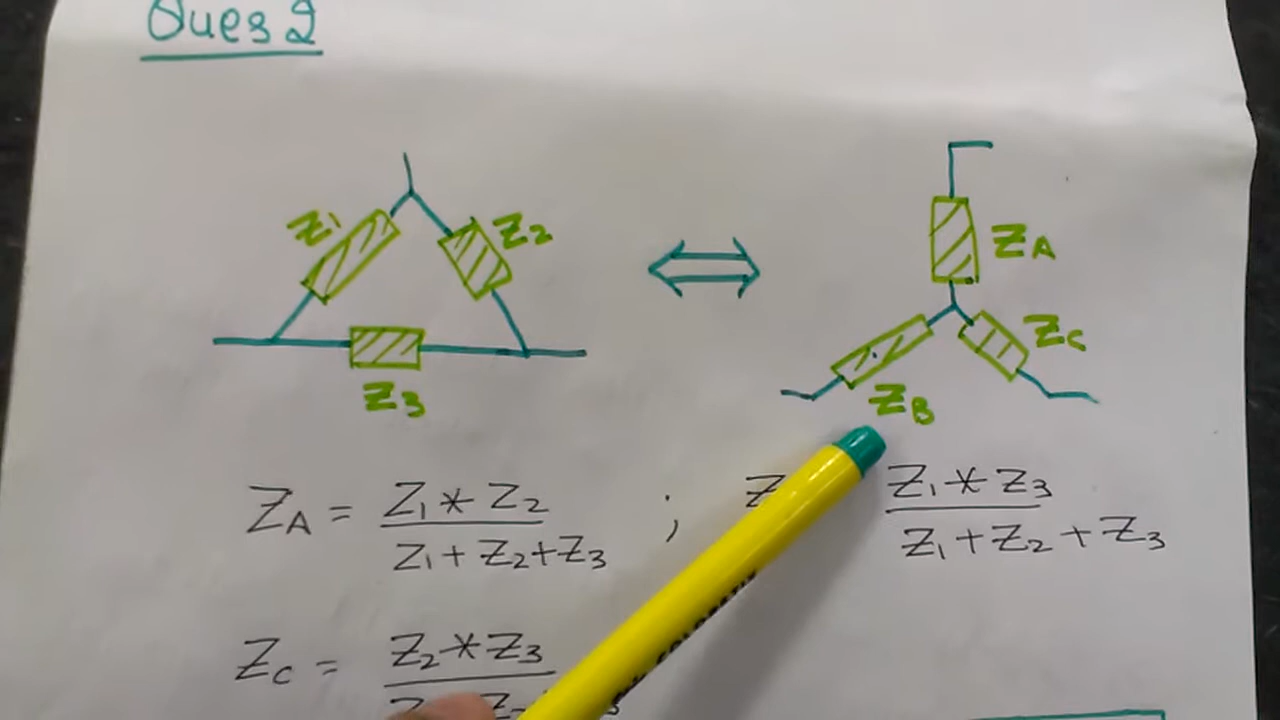 Ques 2
Z1
Z2
Z3
ZA
ZC
ZB
ZA = Z1 * Z2 / Z1 + Z2 + Z3 ; Z Z1 * Z3 / Z1 + Z2 + Z3
ZC = Z2 * Z3